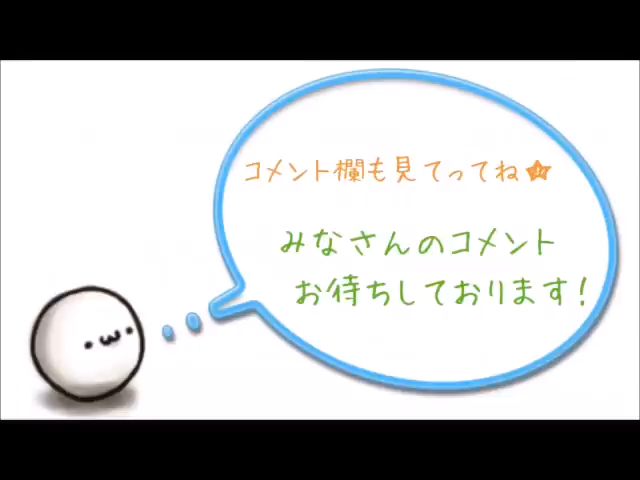 コメント欄も見てってね★
みなさんのコメント
お待ちしております!